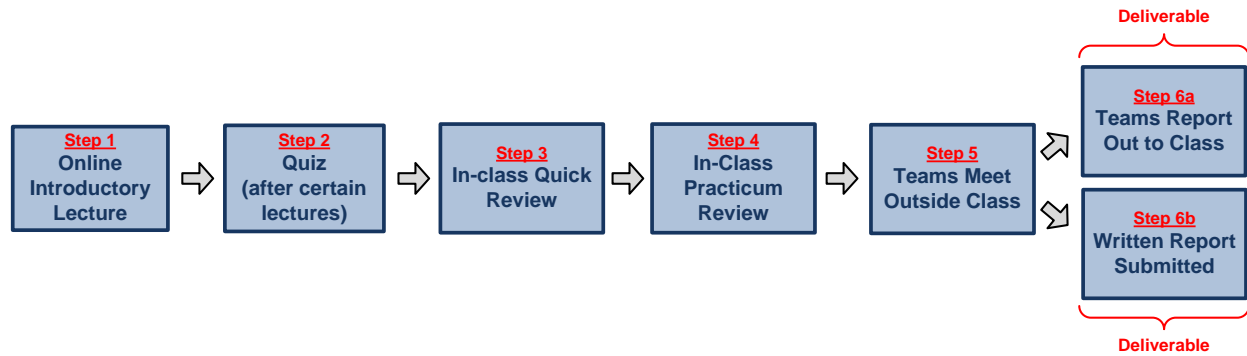 Deliverable
Step 1
Online
Introductory
Lecture
Step 2
Quiz
(after certain
lectures)
Step 3
In-class Quick
Review
Step 4
In-Class
Practicum
Review
Step 5
Teams Meet
Outside Class
Step 6a
Teams Report
Out to Class
Step 6b
Written Report
Submitted
Deliverable